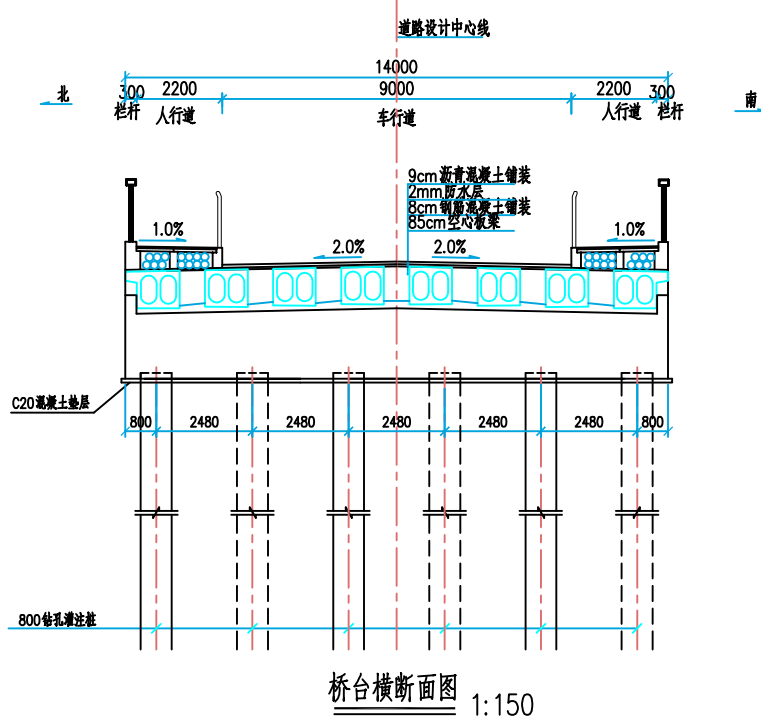 道路设计中心线
14000
北
300
2200
9000
2200
300
南
栏杆
人行道
车行道
人行道
栏杆
9cm沥青混凝土铺装
2mm防水层
8cm钢筋混凝土铺装
85cm空心板梁
1.0%
2.0%
2.0%
1.0%
C20混凝土垫层
800
2480
2480
2480
2480
2480
800
800钻孔灌注桩
桥台横断面图 1:150